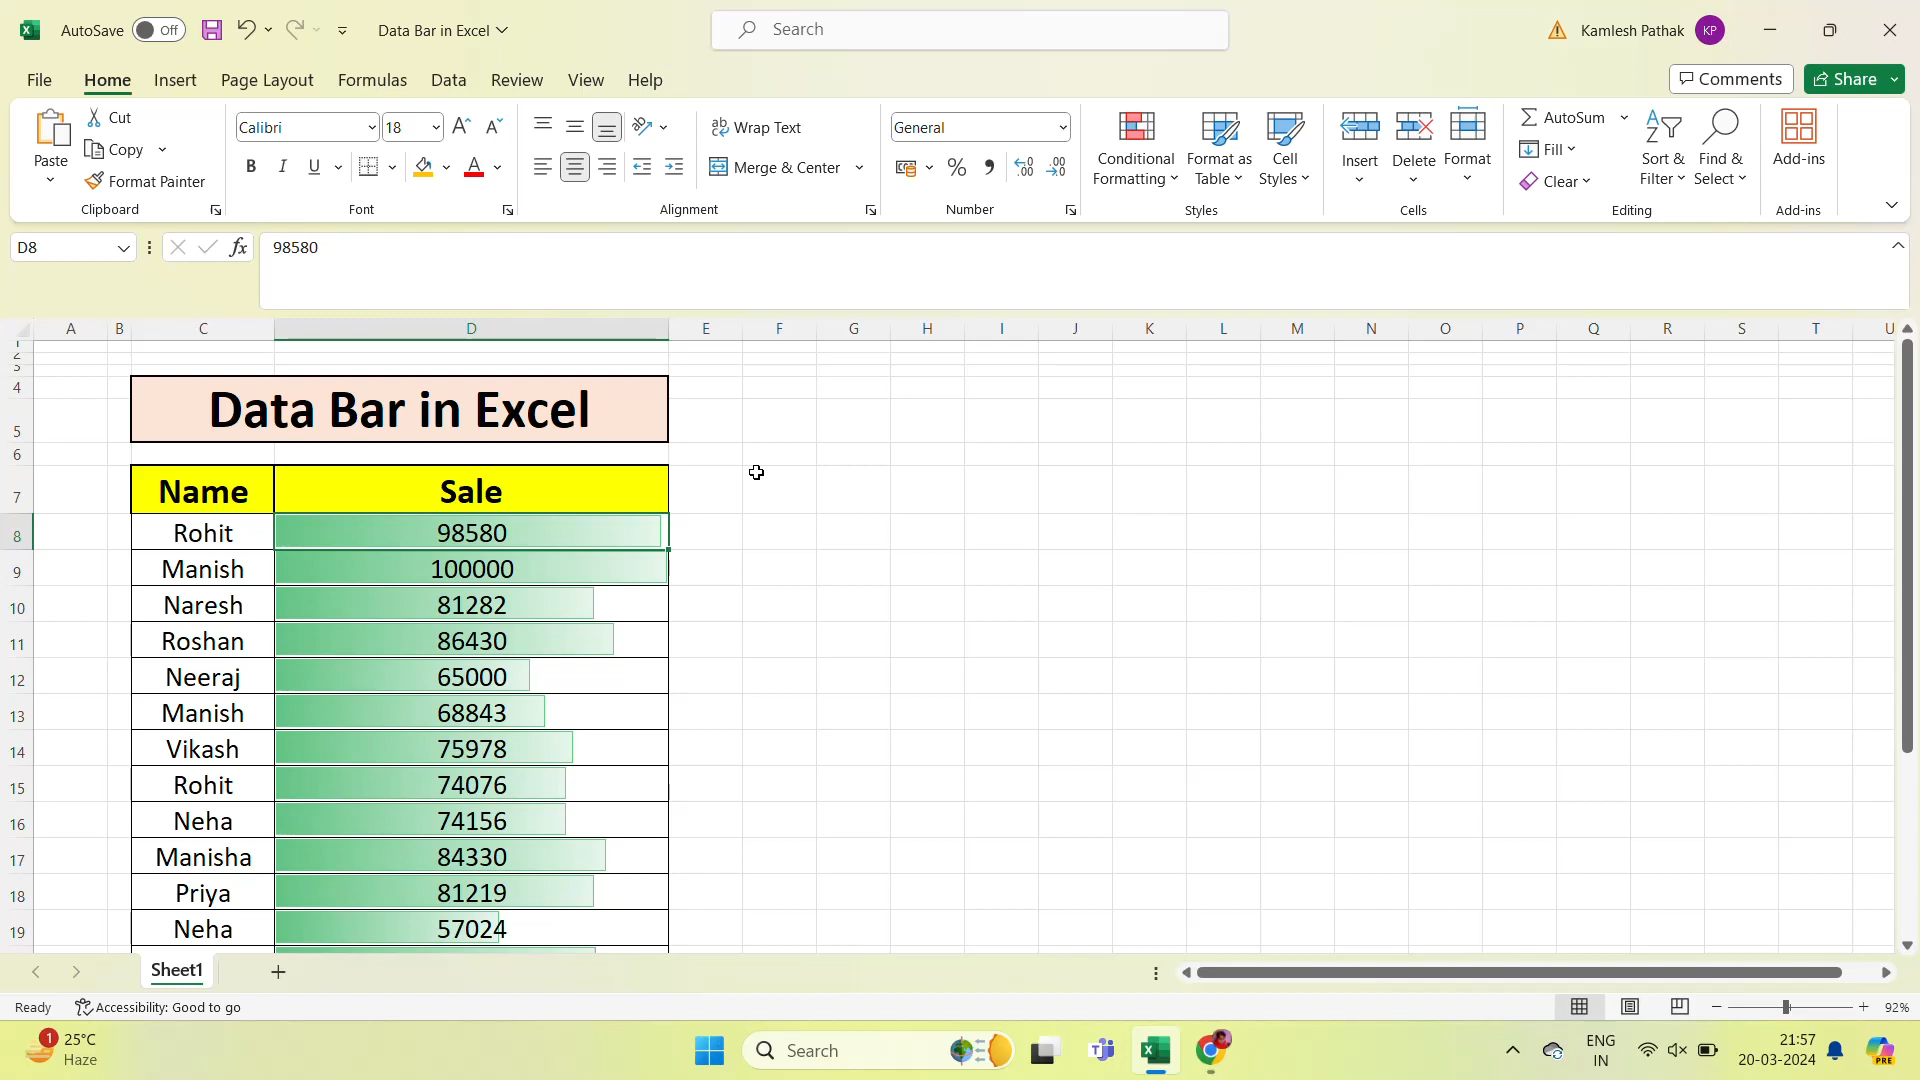 AutoSave Off Data Bar in Excel Search Kamlesh Pathak KP
File Home Insert Page Layout Formulas Data Review View Help Comments Share
Cut
Copy
Format Painter
Paste
Clipboard
Calibri 18
B I U A
Font
ab Wrap Text
Merge & Center
Alignment
General
% ,
Number
Conditional Formatting
Format as Table
Cell Styles
Styles
Insert Delete Format
Cells
AutoSum
Fill
Clear
Sort & Filter
Find & Select
Editing
Add-ins
Add-ins
D8 fx 98580
A B C D E F G H I J K L M N O P Q R S T U
1
2
3
4
5 Data Bar in Excel
6
7 Name Sale
8 Rohit 98580
9 Manish 100000
10 Naresh 81282
11 Roshan 86430
12 Neeraj 65000
13 Manish 68843
14 Vikash 75978
15 Rohit 74076
16 Neha 74156
17 Manisha 84330
18 Priya 81219
19 Neha 57024
Sheet1
Ready Accessibility: Good to go 92%
1 25°C
Haze
Search
ENG
IN
21:57
20-03-2024
PRE